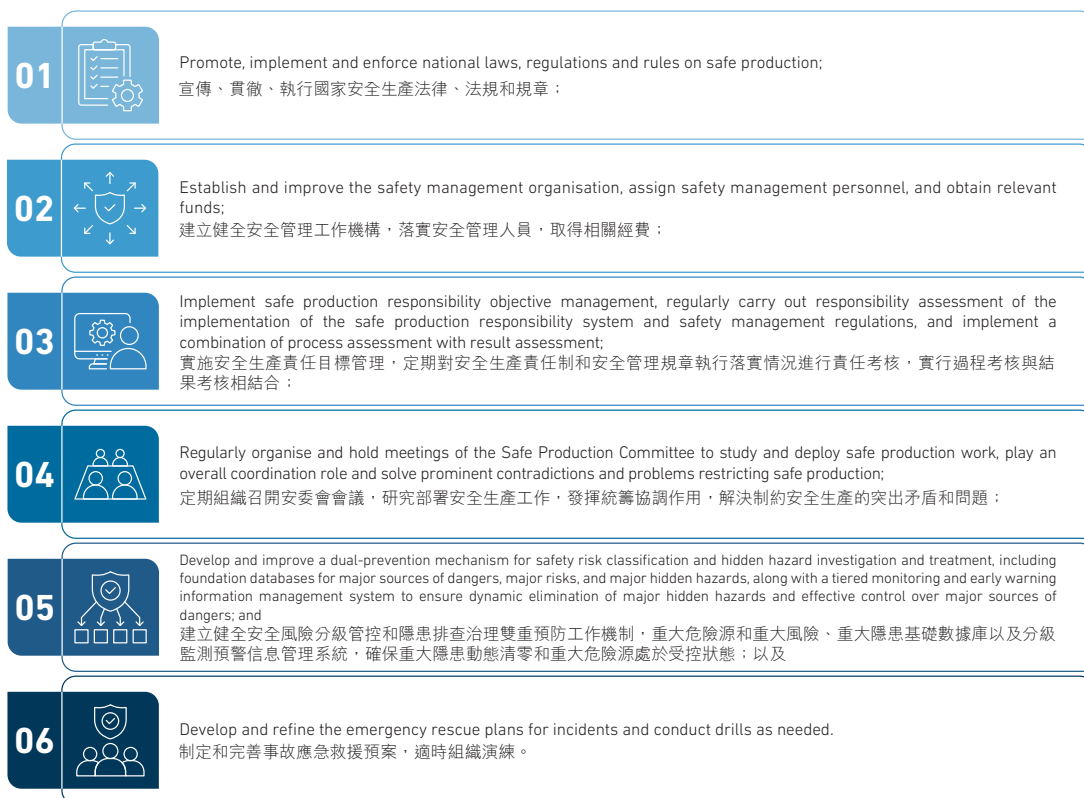 01
Promote, implement and enforce national laws, regulations and rules on safe production;
宣傳、貫徹、執行國家安全生產法律、法規和規章；
02
Establish and improve the safety management organisation, assign safety management personnel, and obtain relevant
funds;
建立健全安全管理工作機構，落實安全管理人員，取得相關經費；
03
Implement safe production responsibility objective management, regularly carry out responsibility assessment of the
implementation of the safe production responsibility system and safety management regulations, and implement a
combination of process assessment with result assessment;
實施安全生產責任目標管理，定期對安全生產責任制和安全管理規章執行落實情況進行責任考核，實行過程考核與結
果考核相結合；
04
Regularly organise and hold meetings of the Safe Production Committee to study and deploy safe production work, play an
overall coordination role and solve prominent contradictions and problems restricting safe production;
定期組織召開安委會會議，研究部署安全生產工作，發揮統籌協調作用，解決制約安全生產的突出矛盾和問題；
05
Develop and improve a dual-prevention mechanism for safety risk classification and hidden hazard investigation and treatment, including
foundation databases for major sources of dangers, major risks, and major hidden hazards, along with a tiered monitoring and early warning
information management system to ensure dynamic elimination of major hidden hazards and effective control over major sources of
dangers; and
建立健全安全風險分級管控和隱患排查治理雙重預防工作機制，重大危險源和重大風險、重大隱患基礎數據庫以及分級
監測預警信息管理系統，確保重大隱患動態清零和重大危險源處於受控狀態；以及
06
Develop and refine the emergency rescue plans for incidents and conduct drills as needed.
制定和完善事故應急救援預案，適時組織演練。